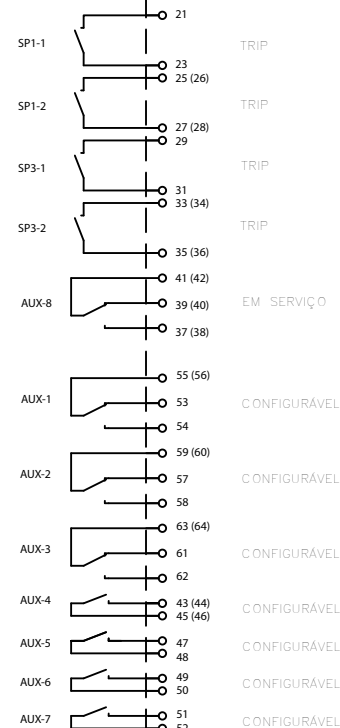 21
SP1-1 TRIP
23
25 (26)
SP1-2 TRIP
27 (28)
29
SP3-1 TRIP
31
33 (34)
SP3-2 TRIP
35 (36)
41 (42)
AUX-8 39 (40) EM SERVIÇO
37 (38)
55 (56)
AUX-1 53 CONFIGURÁVEL
54
59 (60)
AUX-2 57 CONFIGURÁVEL
58
63 (64)
AUX-3 61 CONFIGURÁVEL
62
AUX-4 43 (44) CONFIGURÁVEL
45 (46)
AUX-5 47 CONFIGURÁVEL
48
AUX-6 49 CONFIGURÁVEL
50
AUX-7 51 CONFIGURÁVEL
52